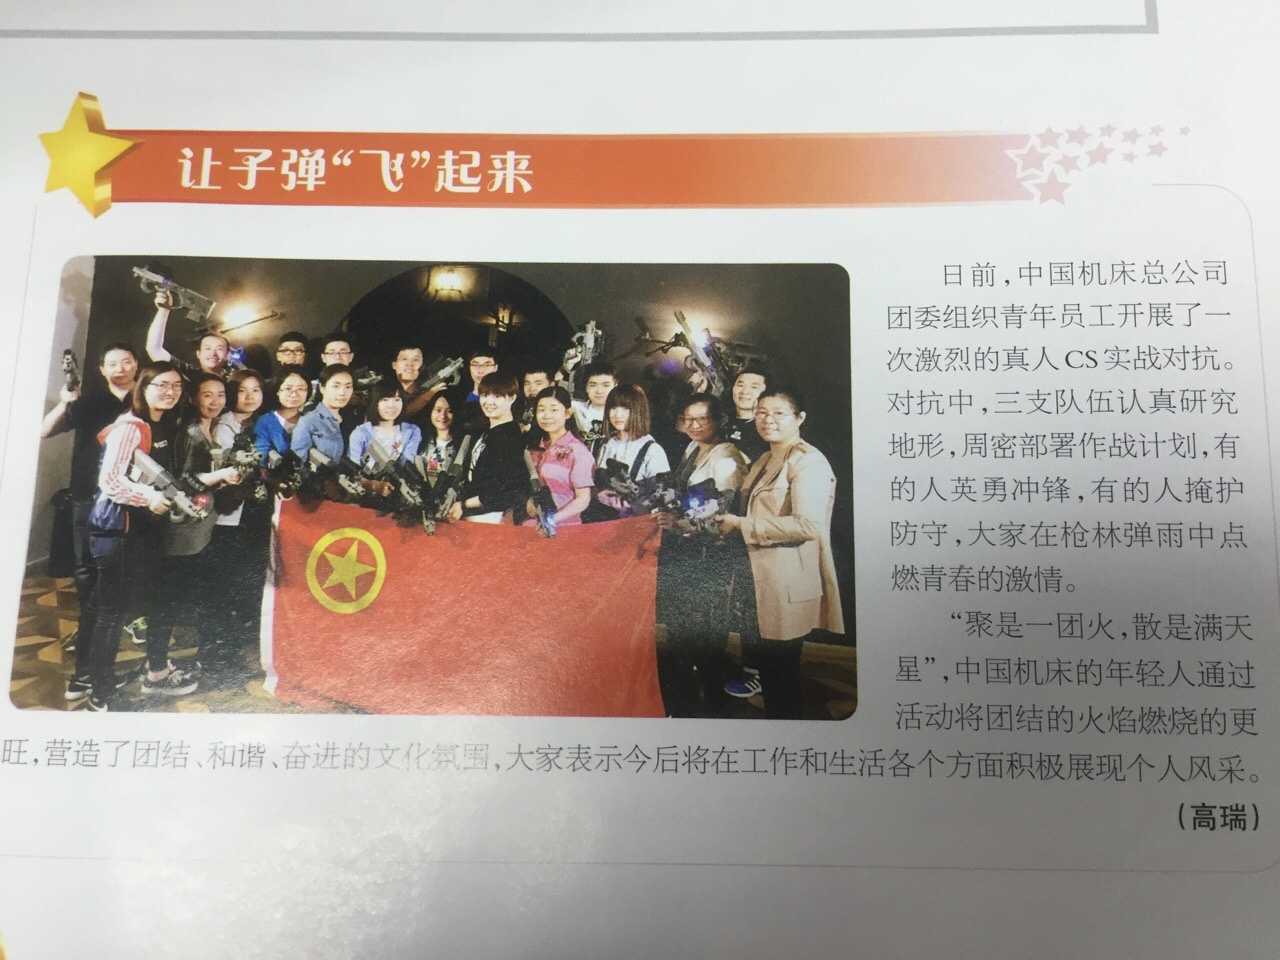 让子弹“飞”起来
日前，中国机床总公司
团委组织青年员工开展了一
次激烈的真人CS实战对抗。
对抗中，三支队伍认真研究
地形，周密部署作战计划，有
的人英勇冲锋，有的人掩护
防守，大家在枪林弹雨中点
燃青春的激情。
“聚是一团火，散是满天
星”，中国机床的年轻人通过
活动将团结的火焰燃烧的更
旺，营造了团结、和谐、奋进的文化氛围，大家表示今后将在工作和生活各个方面积极展现个人风采。
（高瑞）